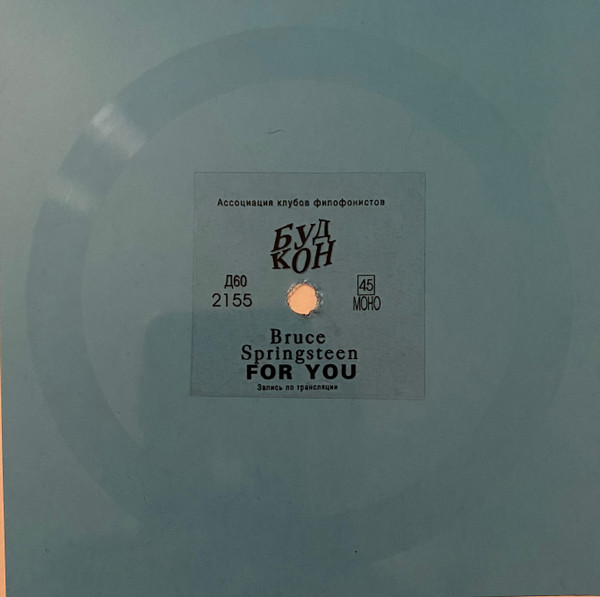 Ассоциация клубов филофонистов
БУД
КОН
Д60
2155
45
МОНО
Bruce
Springsteen
FOR YOU
Запись по трансляции